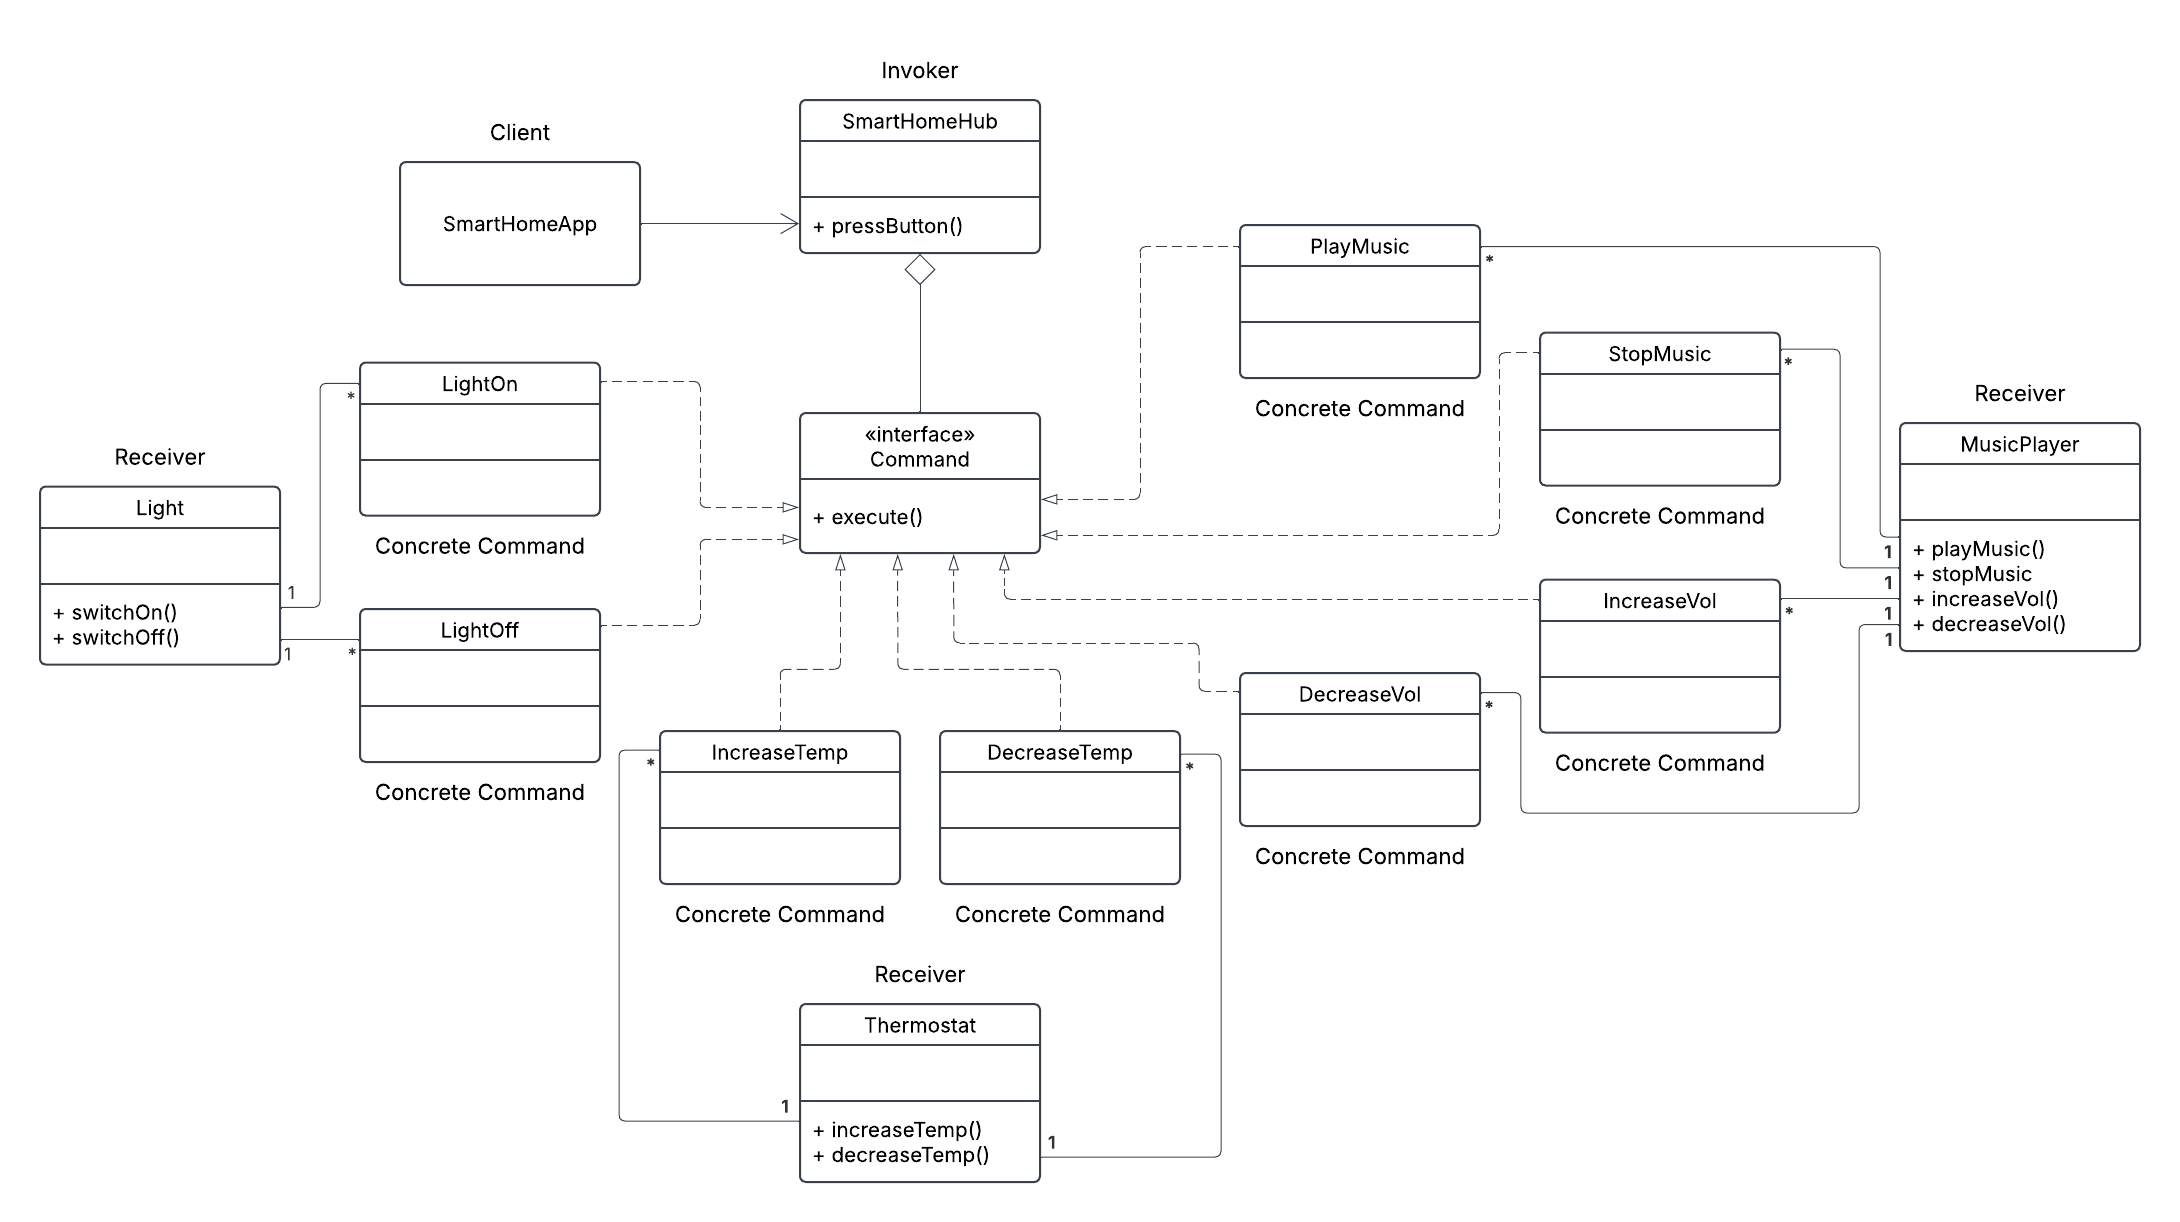 Invoker
SmartHomeHub
+ pressButton()
Client
SmartHomeApp
PlayMusic
*
Concrete Command
StopMusic
*
Concrete Command
LightOn
*
Concrete Command
«interface»
Command
+ execute()
Receiver
MusicPlayer
+ playMusic()
+ stopMusic
+ increaseVol()
+ decreaseVol()
1
1
1
1
Receiver
Light
+ switchOn()
+ switchOff()
1
1
LightOff
*
Concrete Command
IncreaseVol
*
Concrete Command
DecreaseVol
*
Concrete Command
IncreaseTemp
*
Concrete Command
DecreaseTemp
*
Concrete Command
Receiver
Thermostat
+ increaseTemp()
+ decreaseTemp()
1
1